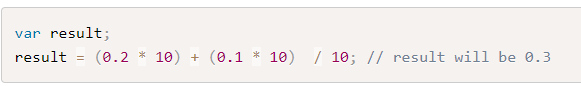 var result;
result = (0.2 * 10) + (0.1 * 10)  / 10; // result will be 0.3